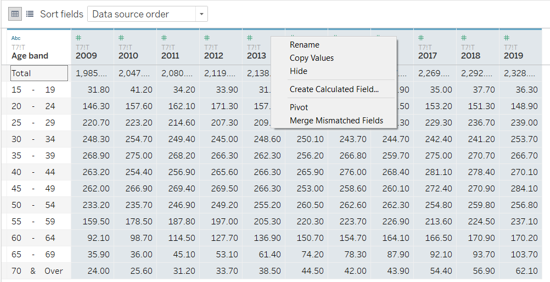 Sort fields Data source order
Abc # # # # # # # #
T?IT T?IT T?IT T?IT T?IT T?IT T?IT T?IT T?IT
Age band 2009 2010 2011 2012 2013 2017 2018 2019
Rename
Copy Values
Hide
Create Calculated Field...
Pivot
Merge Mismatched Fields
Total 1,985.... 2,047.... 2,080.... 2,119.... 2,138. 2,269.... 2,292.... 2,328....
15 - 19 31.80 41.20 34.20 33.90 31. 35.00 37.70 36.30
20 - 24 146.30 157.60 162.10 171.30 157. 153.20 151.30 148.90
25 - 29 220.70 223.20 214.60 207.30 209. 229.30 236.70 239.00
30 - 34 248.30 254.70 249.40 245.00 248.60 250.10 243.70 244.70 242.40 241.20 253.70
35 - 39 268.90 275.00 268.20 266.30 262.30 256.20 266.80 259.70 275.00 270.70 266.70
40 - 44 263.20 254.40 256.90 265.60 266.30 265.90 276.00 268.40 281.10 278.40 270.10
45 - 49 262.00 266.90 269.40 269.50 266.30 253.00 258.60 260.10 272.40 270.90 284.10
50 - 54 233.20 235.70 246.90 249.20 255.20 260.50 262.60 262.30 254.80 259.80 256.80
55 - 59 159.50 178.50 187.80 197.00 205.30 220.30 223.70 226.90 213.60 224.50 237.10
60 - 64 92.10 98.70 114.50 127.70 136.90 150.70 154.70 164.10 166.50 170.90 170.20
65 - 69 35.90 36.00 45.10 53.10 61.40 74.20 78.30 87.90 92.10 93.70 103.70
70 & Over 24.00 25.60 31.20 33.70 38.50 44.50 42.00 43.90 54.40 56.90 62.10